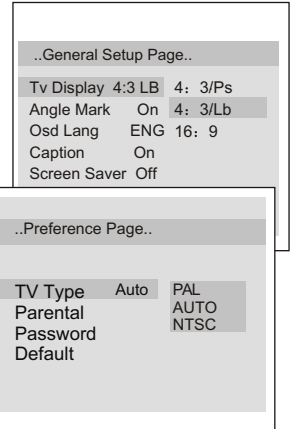 ..General Setup Page..
Tv Display 4:3 LB 4：3/Ps
Angle Mark On 4：3/Lb
Osd Lang ENG 16：9
Caption On
Screen Saver Off
..Preference Page..
TV Type Auto PAL
Parental AUTO
Password NTSC
Default